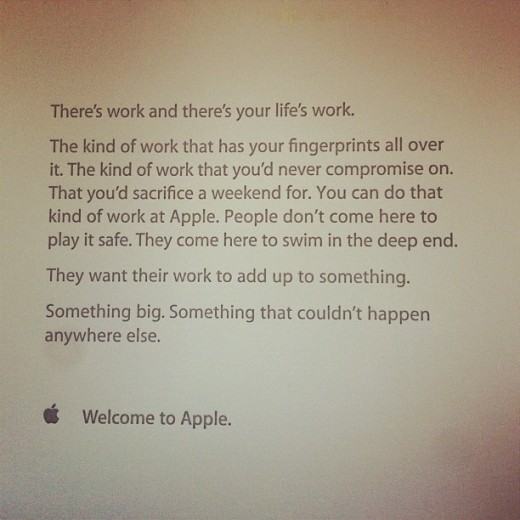 There's work and there's your life's work.
The kind of work that has your fingerprints all over
it. The kind of work that you'd never compromise on.
That you'd sacrifice a weekend for. You can do that
kind of work at Apple. People don't come here to
play it safe. They come here to swim in the deep end.
They want their work to add up to something.
Something big. Something that couldn't happen
anywhere else.
Welcome to Apple.